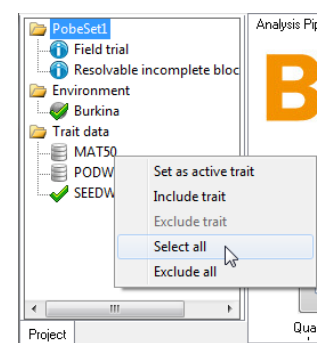 PobeSet1
Field trial
Resolvable incomplete bloc
Environment
Burkina
Trait data
MAT50
PODW
SEEDW
Set as active trait
Include trait
Exclude trait
Select all
Exclude all
Project
Analysis Pip
B
Qua